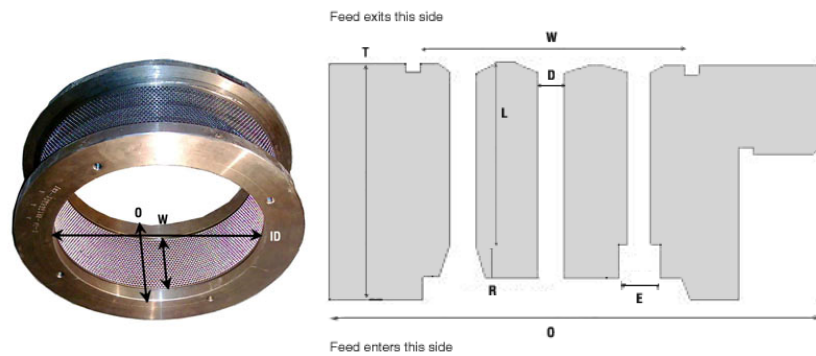 Feed exits this side
W
T
D
L
O
W
ID
R
E
O
Feed enters this side